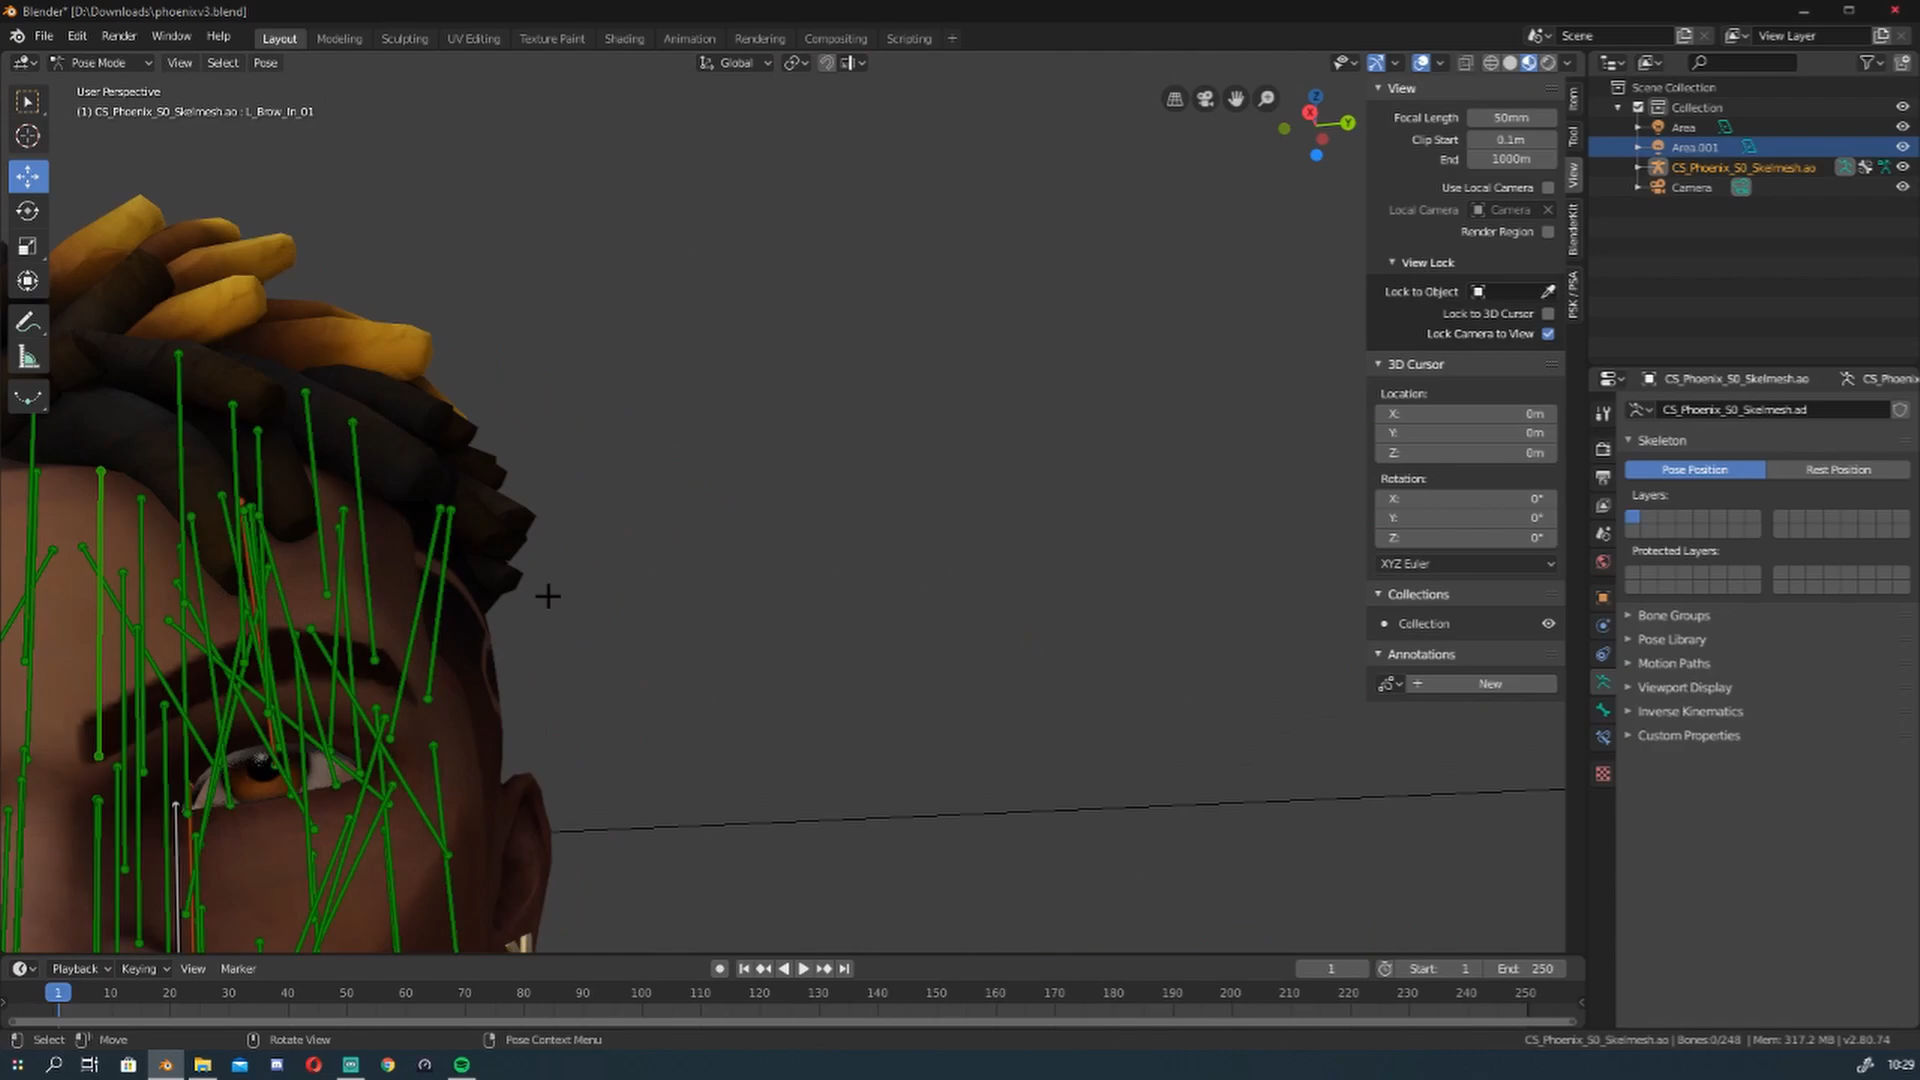 Blender* [D:\Downloads\phoenixv3.blend]
File Edit Render Window Help
Layout Modeling Sculpting UV Editing Texture Paint Shading Animation Rendering Compositing Scripting +
Scene
View Layer
Pose Mode View Select Pose
Global
User Perspective
(1) CS_Phoenix_S0_Skelmesh.ao : L_Brow_In_01
Z
X
Y
View
Focal Length 50mm
Clip Start 0.1m
End 1000m
Use Local Camera
Local Camera Camera
Render Region
View Lock
Lock to Object
Lock to 3D Cursor
Lock Camera to View
3D Cursor
Location:
X: 0m
Y: 0m
Z: 0m
Rotation:
X: 0°
Y: 0°
Z: 0°
XYZ Euler
Collections
Collection
Annotations
New
Item
Tool
View
BlenderKit
PSK / PSA
Scene Collection
Collection
Area
Area.001
CS_Phoenix_S0_Skelmesh.ao
Camera
CS_Phoenix_S0_Skelmesh.ao CS_Phoenix
CS_Phoenix_S0_Skelmesh.ad
Skeleton
Pose Position Rest Position
Layers:
Protected Layers:
Bone Groups
Pose Library
Motion Paths
Viewport Display
Inverse Kinematics
Custom Properties
Playback Keying View Marker
1
Start: 1
End: 250
1 10 20 30 40 50 60 70 80 90 100 110 120 130 140 150 160 170 180 190 200 210 220 230 240 250
Select Move Rotate View Pose Context Menu
CS_Phoenix_S0_Skelmesh.ao | Bones:0/248 | Mem: 317.2 MB | v2.80.74
10:29